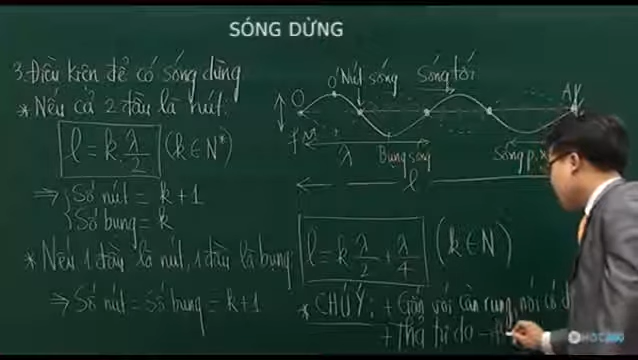 SÓNG DỪNG
3. Điều kiện để có sóng dừng
* Nếu cả 2 đầu là nút:
l = k λ/2 (k ∈ N*)
⇒ { Số nút = k + 1
{ Số bụng = k
* Nếu 1 đầu là nút, 1 đầu là bụng:
l = k λ/2 + λ/4 (k ∈ N)
⇒ Số nút = Số bụng = k + 1
O O' Nút sóng Sóng tới A
λ Bụng sóng Sóng p.x
l
* CHÚ Ý: + Gắn với cần rung, nối cố đ
+ Thả tự do